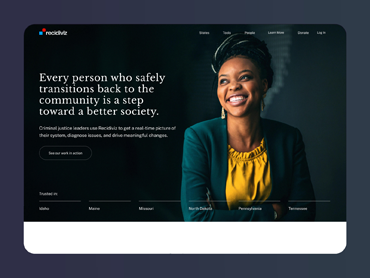 recidiviz
States Tools People Learn More Donate Log In
Every person who safely
transitions back to the
community is a step
toward a better society.
Criminal justice leaders use Recidiviz to get a real-time picture of
their system, diagnose issues, and drive meaningful changes.
See our work in action
Trusted in:
Idaho Maine Missouri North Dakota Pennsylvania Tennessee